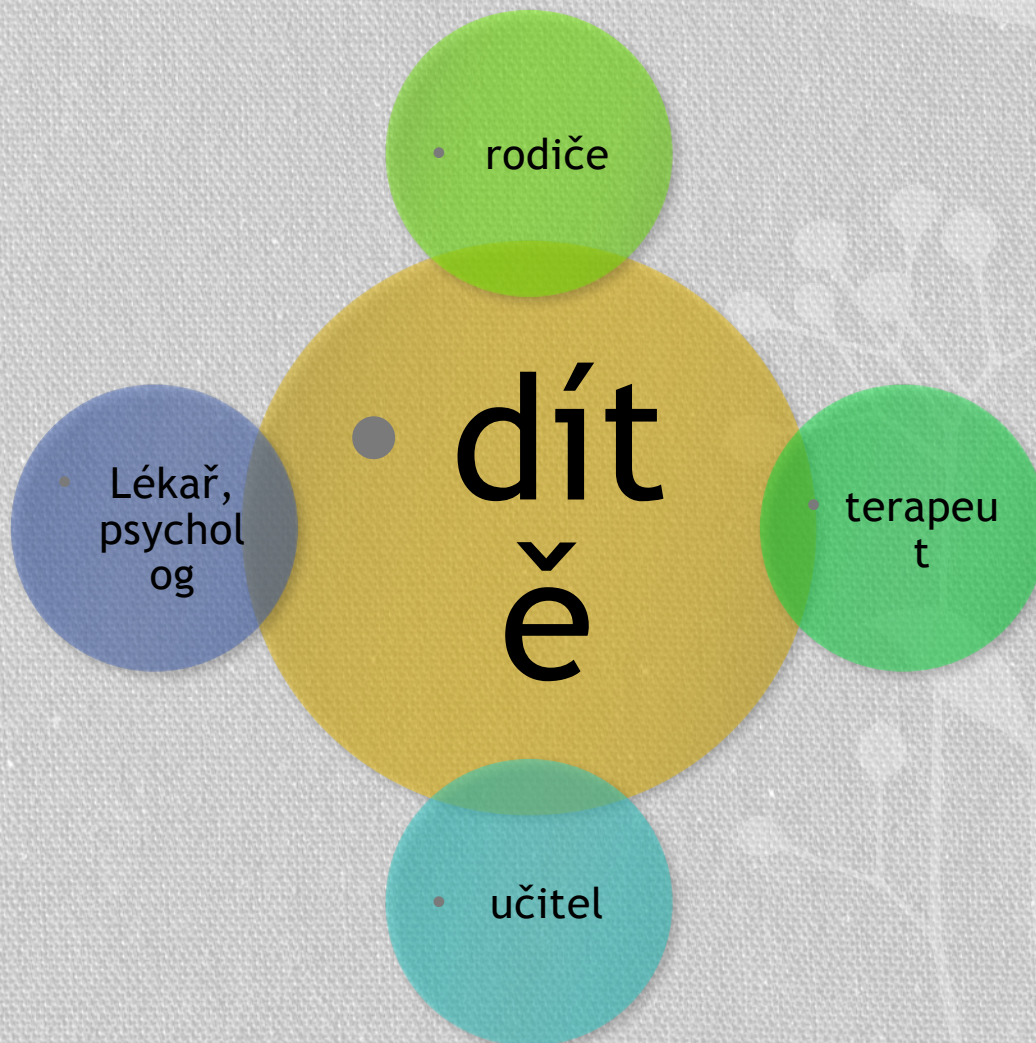 • rodiče
• dít
ě
• Lékař,
psychol
og
• terapeu
t
• učitel